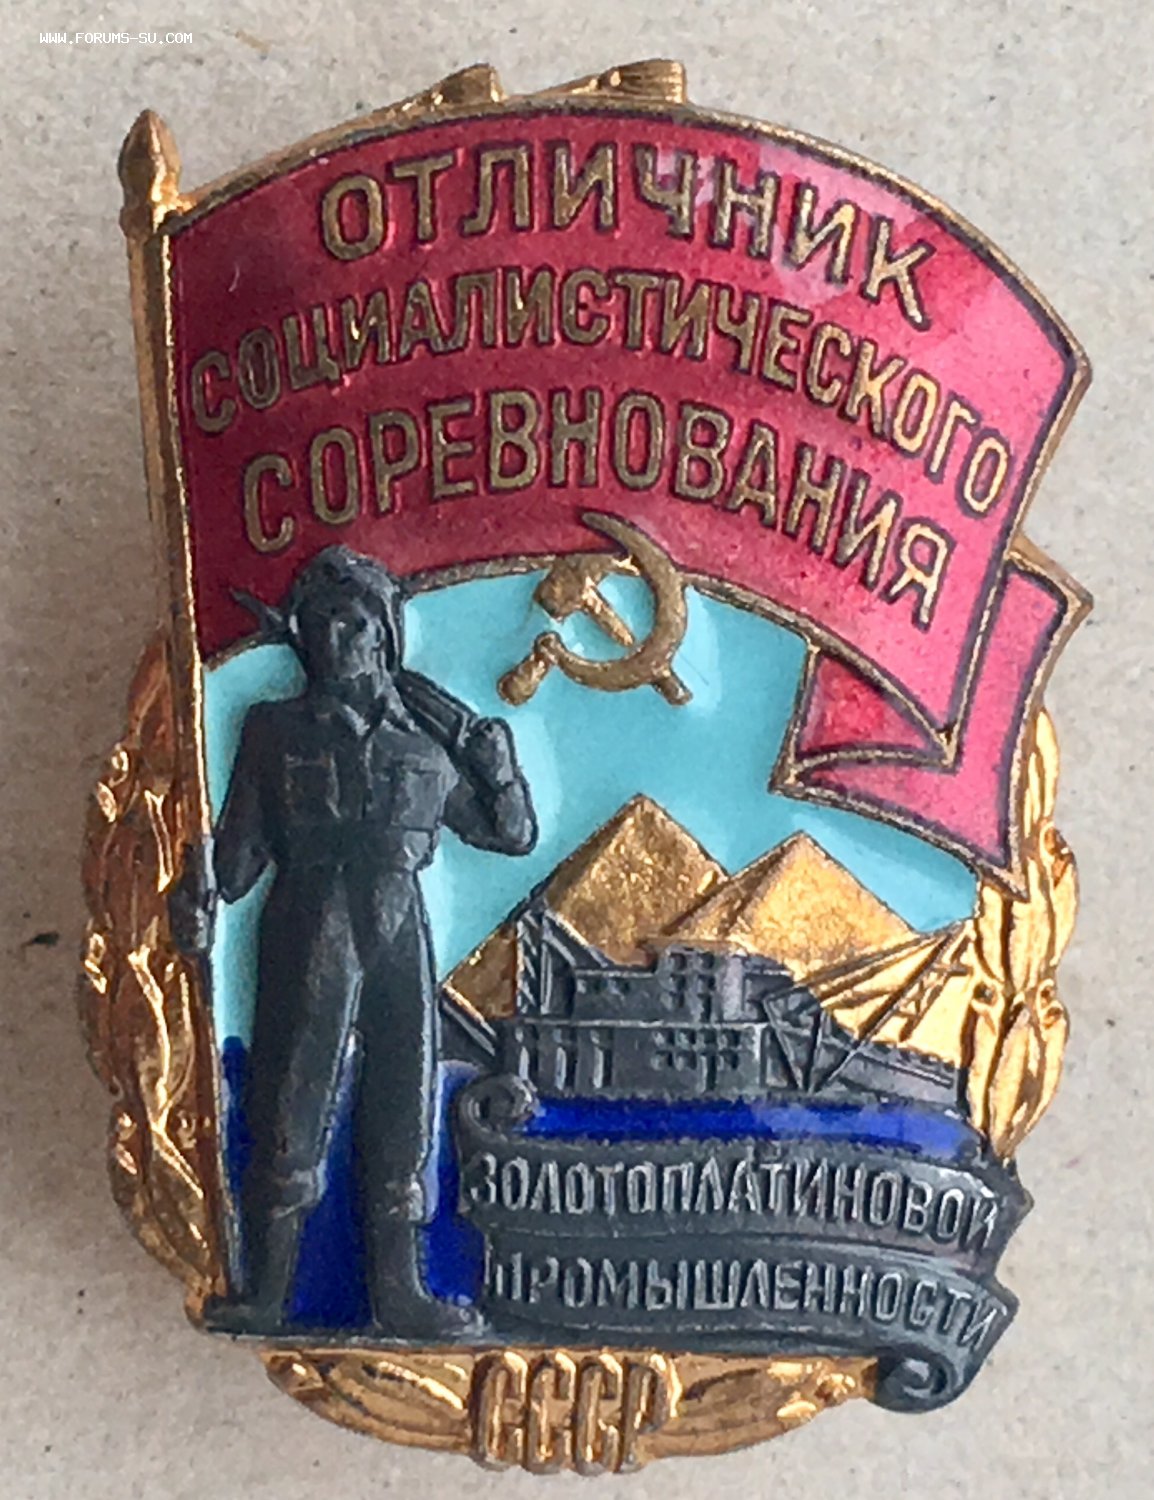 WWW.FORUMS-SU.COM
ОТЛИЧНИК
СОЦИАЛИСТИЧЕСКОГО
СОРЕВНОВАНИЯ
ЗОЛОТОПЛАТИНОВОЙ
ПРОМЫШЛЕННОСТИ
СССР